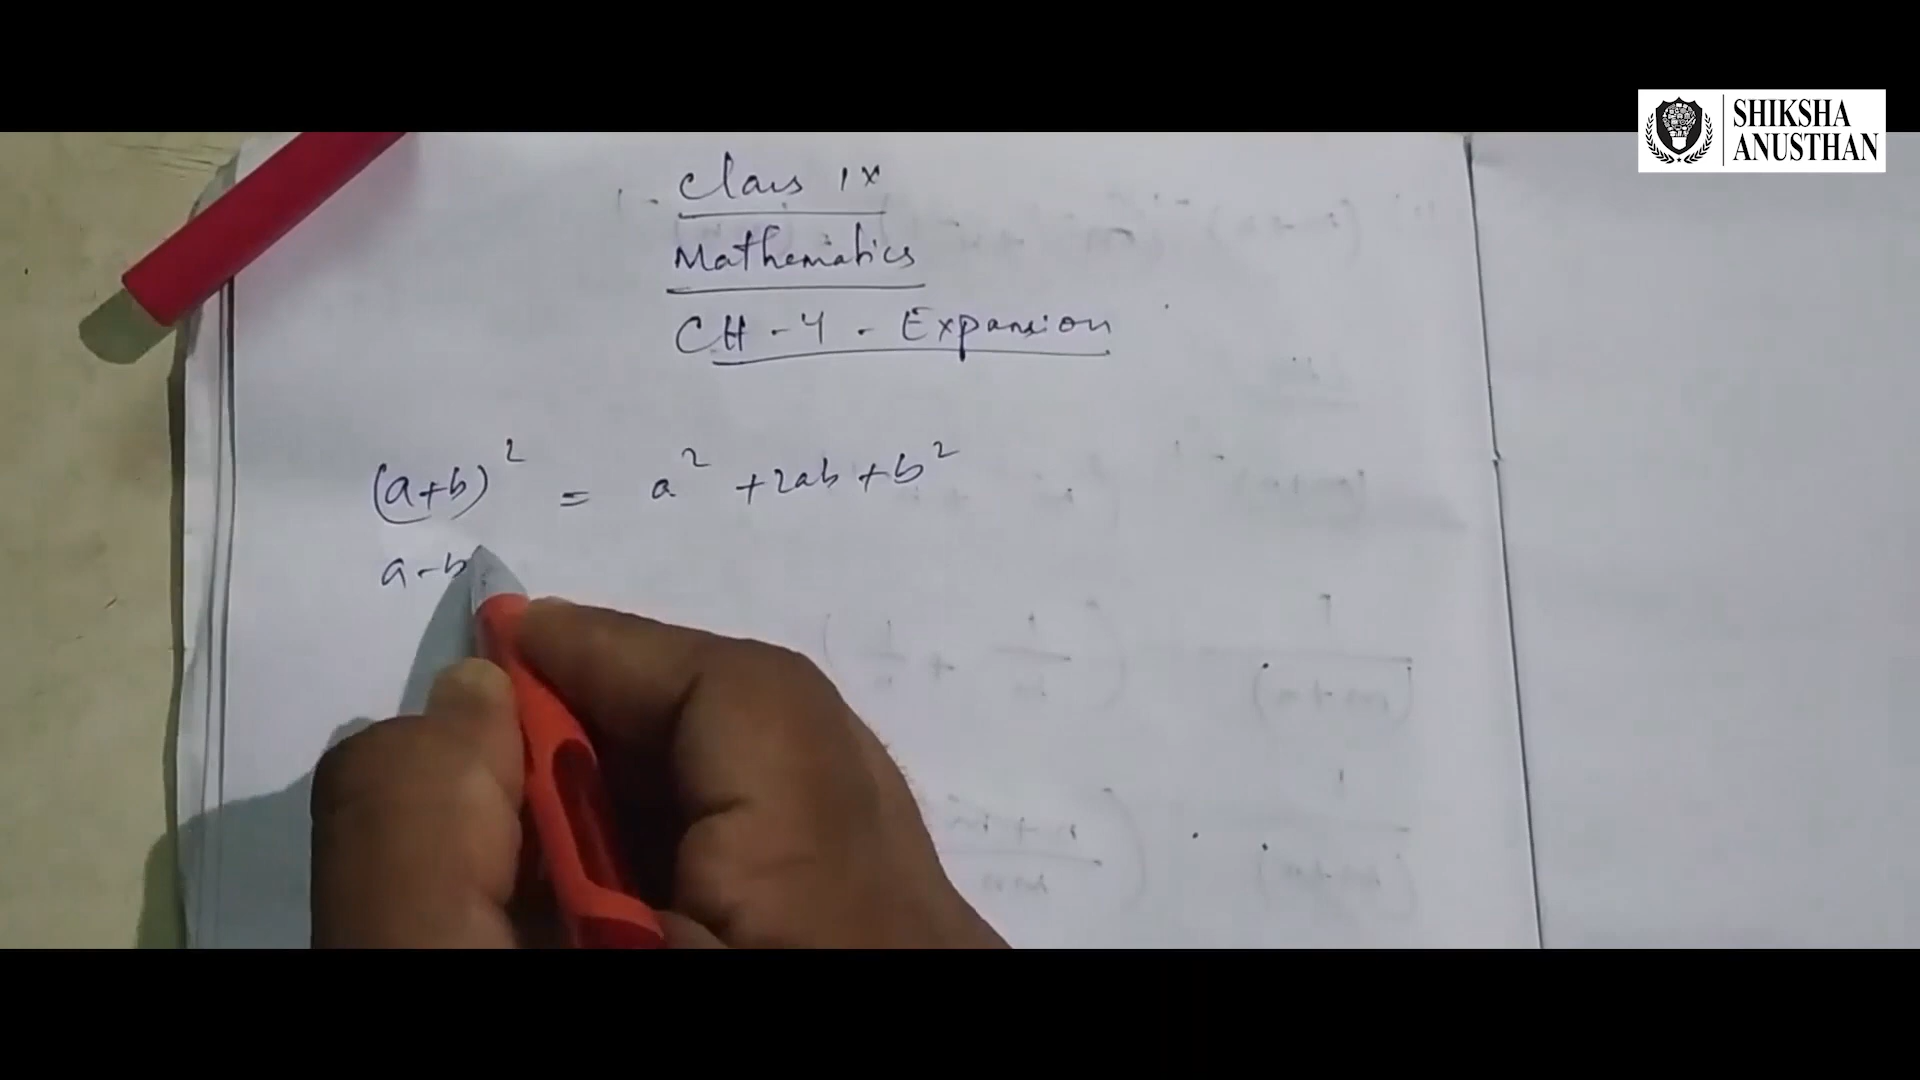 SHIKSHA
ANUSTHAN
Class IX
Mathematics
CH - 4 - Expansion
(a+b)² = a² + 2ab + b²
a-b